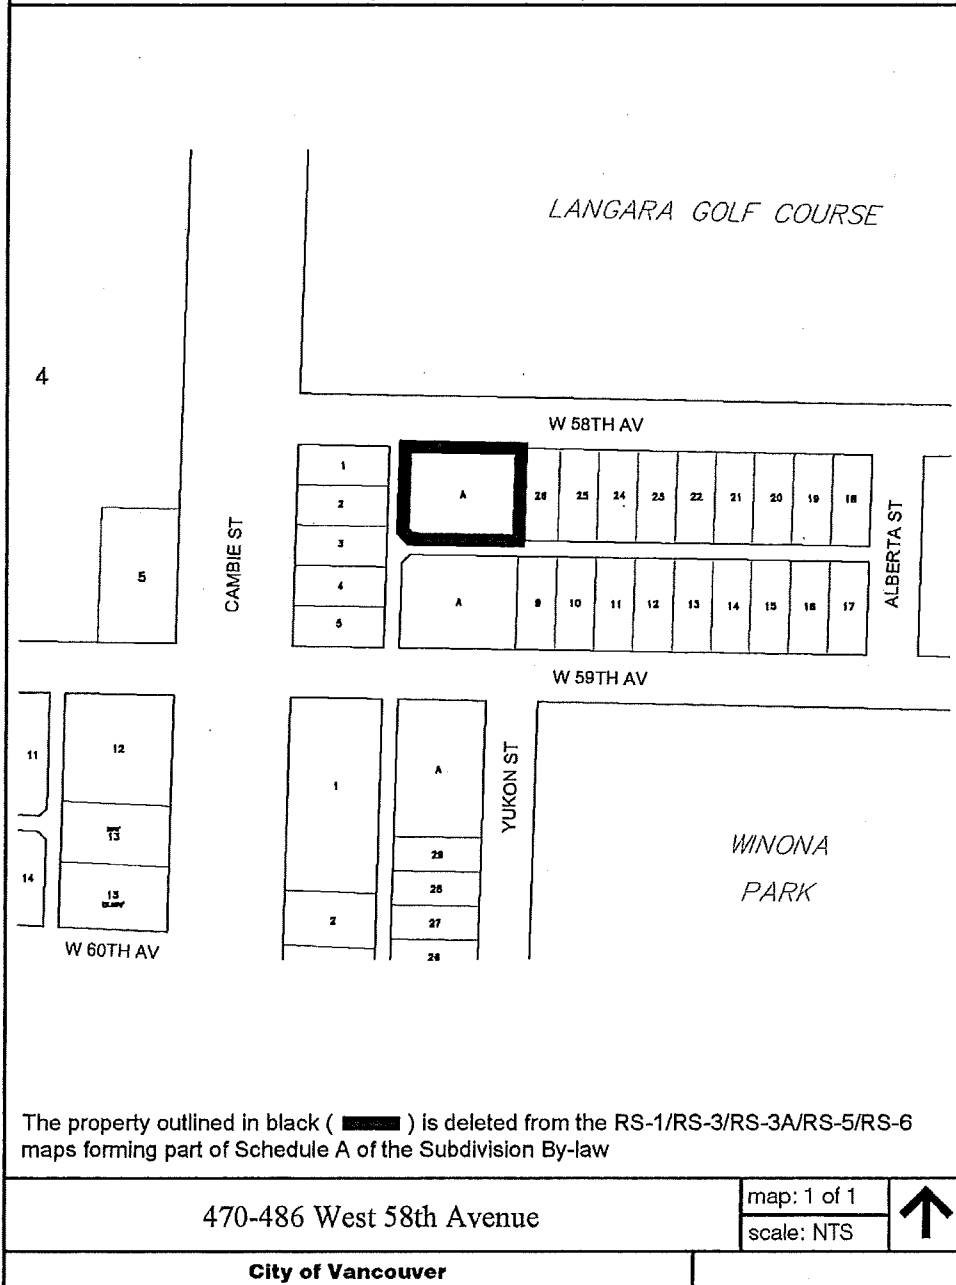 LANGARA GOLF COURSE
4
W 58TH AV
1
2
3
4
5
A
26
25
24
23
22
21
20
19
18
CAMBIE ST
5
ALBERTA ST
A
9
10
11
12
13
14
15
16
17
W 59TH AV
11
12
13
14
13
W 60TH AV
1
2
A
29
28
27
26
YUKON ST
WINONA
PARK
The property outlined in black ( ) is deleted from the RS-1/RS-3/RS-3A/RS-5/RS-6
maps forming part of Schedule A of the Subdivision By-law
470-486 West 58th Avenue
map: 1 of 1
scale: NTS
City of Vancouver